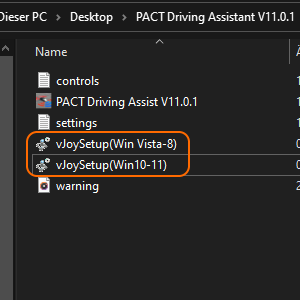 Dieser PC > Desktop > PACT Driving Assistant V11.0.1
Name
controls
PACT Driving Assist V11.0.1
settings
vJoySetup(Win Vista-8)
vJoySetup(Win10-11)
warning